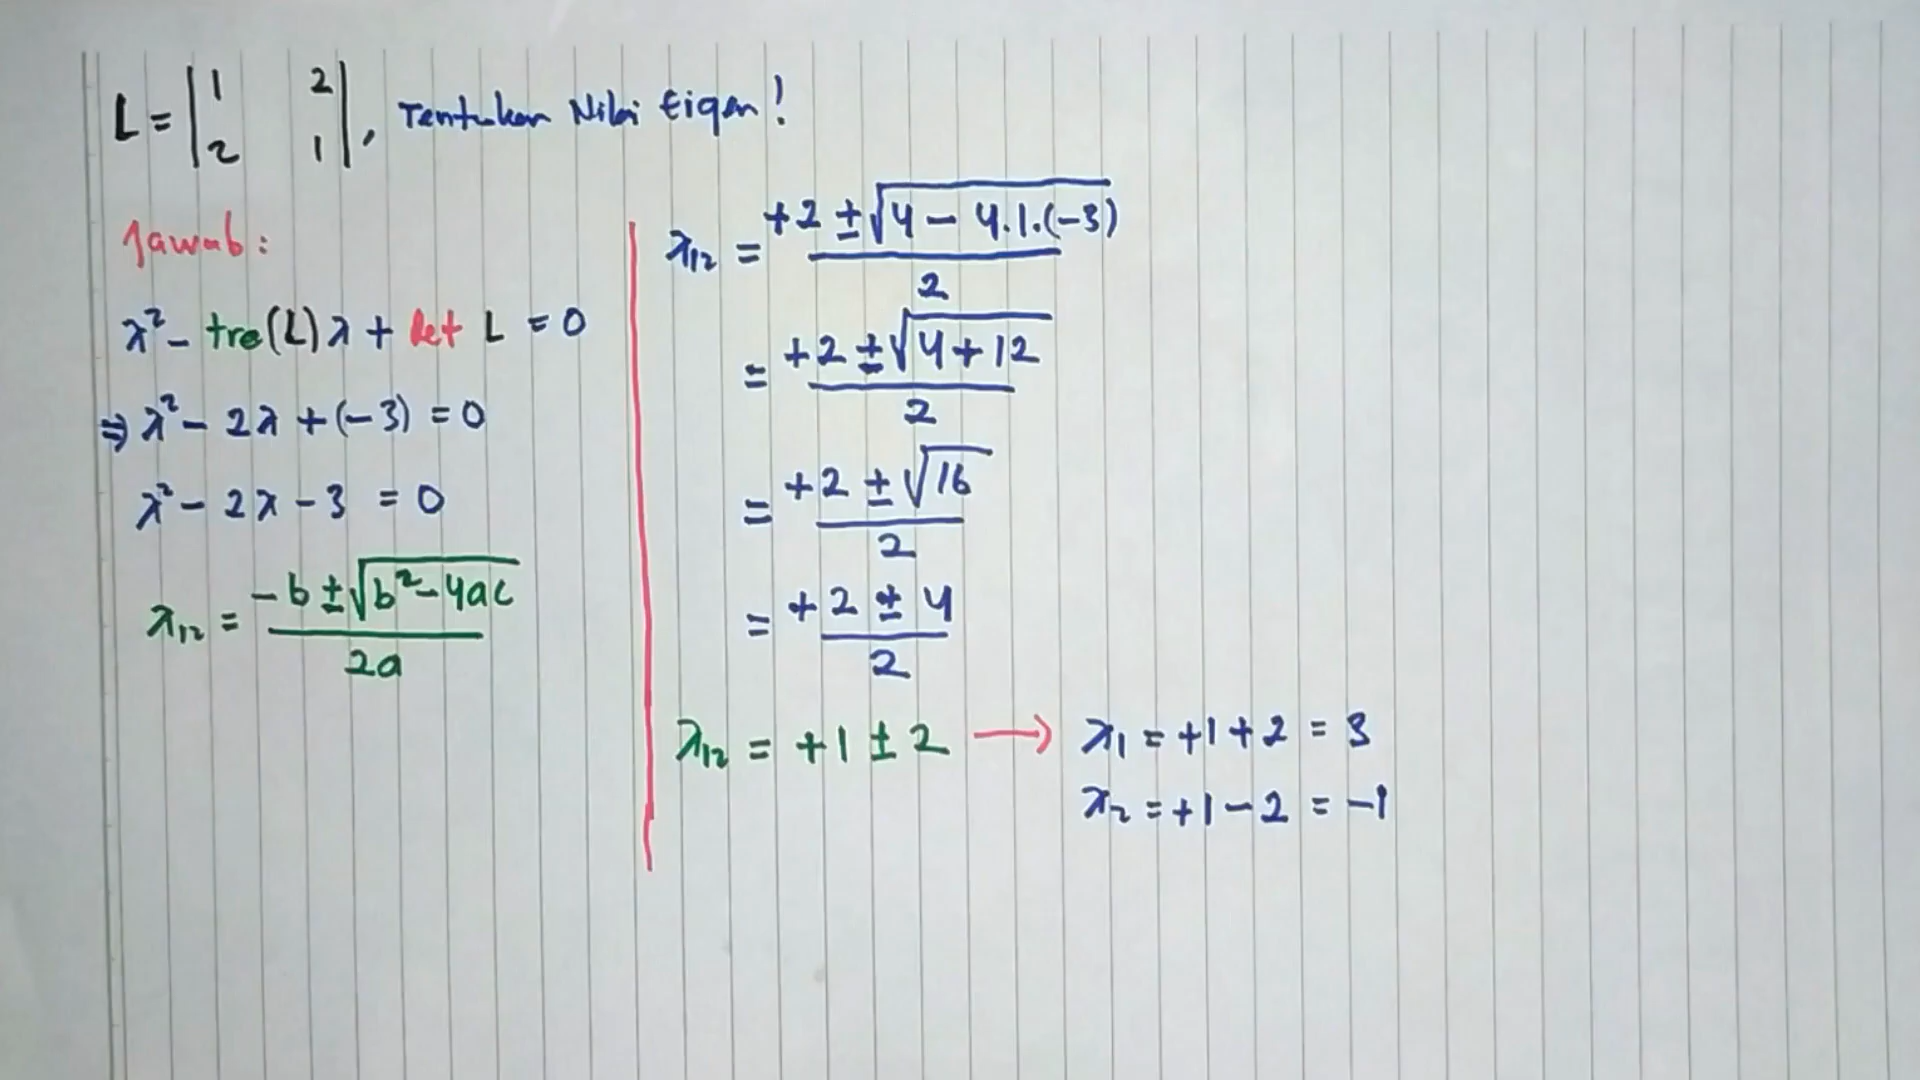 L = |1 2|
|2 1| , Tentukan Nilai Eigen!
Jawab:
λ² - tre(L)λ + det L = 0
⇒ λ² - 2λ + (-3) = 0
λ² - 2λ - 3 = 0
λ₁₂ = (-b ± √(b² - 4ac)) / 2a
λ₁₂ = (+2 ± √(4 - 4.1.(-3))) / 2
= (+2 ± √(4 + 12)) / 2
= (+2 ± √16) / 2
= (+2 ± 4) / 2
λ₁₂ = +1 ± 2 → λ₁ = +1 + 2 = 3
λ₂ = +1 - 2 = -1